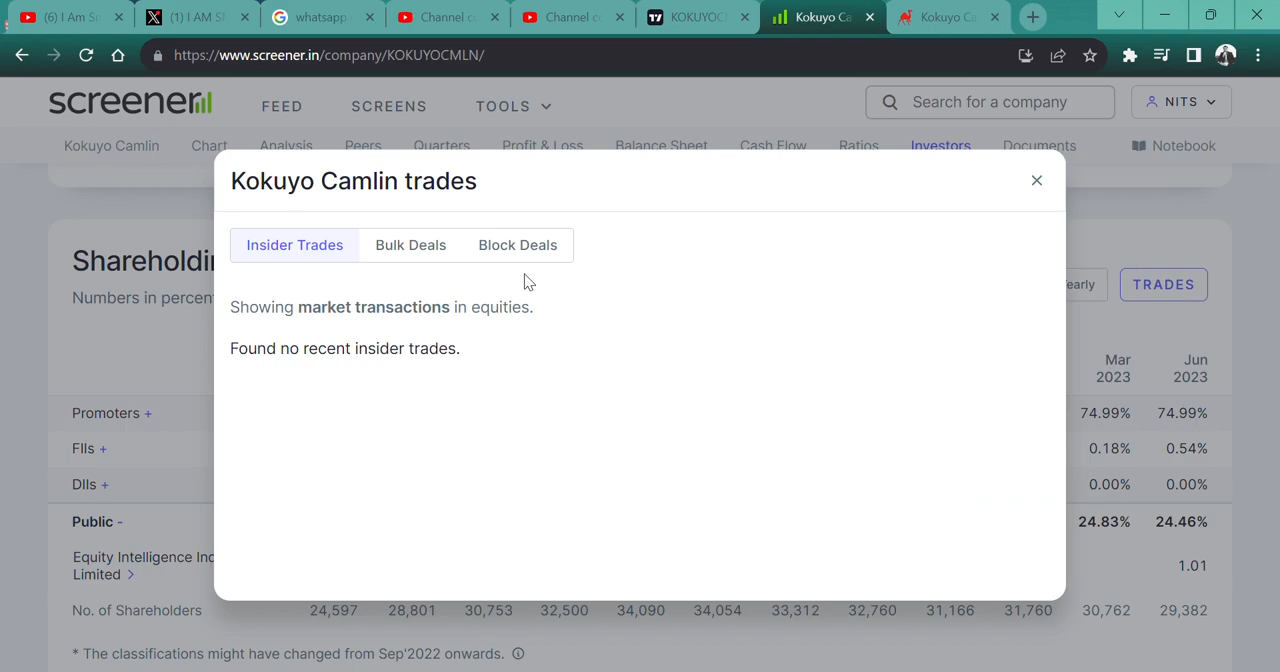 (6) I Am Sm
(1) I AM SM
whatsapp
Channel c
Channel c
KOKUYOC
Kokuyo Ca
Kokuyo Ca
https://www.screener.in/company/KOKUYOCMLN/
screener
FEED
SCREENS
TOOLS
Search for a company
NITS
Kokuyo Camlin
Chart
Analysis
Peers
Quarters
Profit & Loss
Balance Sheet
Cash Flow
Ratios
Investors
Documents
Notebook
Kokuyo Camlin trades
Insider Trades
Bulk Deals
Block Deals
Showing market transactions in equities.
Found no recent insider trades.
Shareholdi
Numbers in percen
early
TRADES
Mar 2023
Jun 2023
Promoters + 74.99% 74.99%
FIIs + 0.18% 0.54%
DIIs + 0.00% 0.00%
Public - 24.83% 24.46%
Equity Intelligence In
Limited > 1.01
No. of Shareholders 24,597 28,801 30,753 32,500 34,090 34,054 33,312 32,760 31,166 31,760 30,762 29,382
* The classifications might have changed from Sep'2022 onwards.